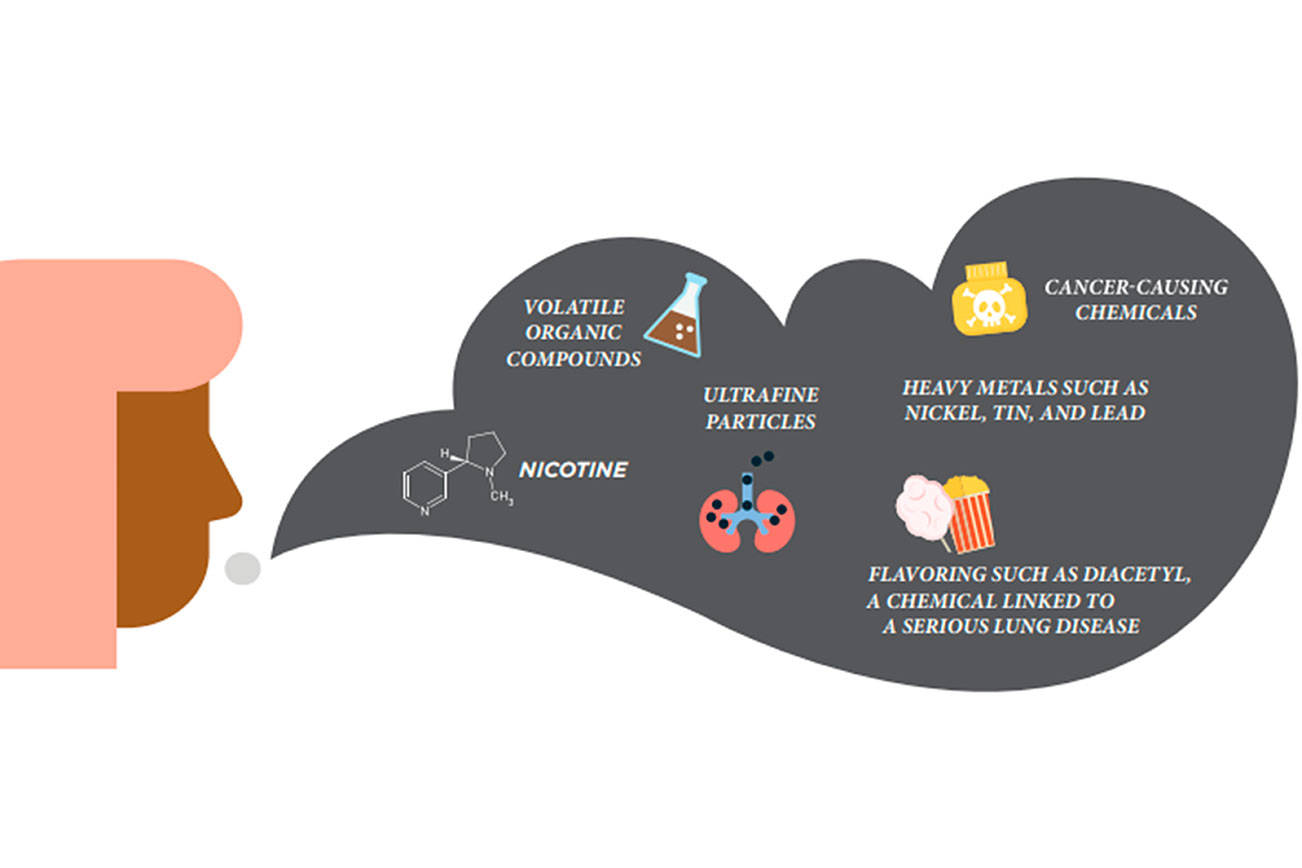 VOLATILE
ORGANIC
COMPOUNDS
ULTRAFINE
PARTICLES
H
N
CH3
N
NICOTINE
CANCER-CAUSING
CHEMICALS
HEAVY METALS SUCH AS
NICKEL, TIN, AND LEAD
FLAVORING SUCH AS DIACETYL,
A CHEMICAL LINKED TO
A SERIOUS LUNG DISEASE